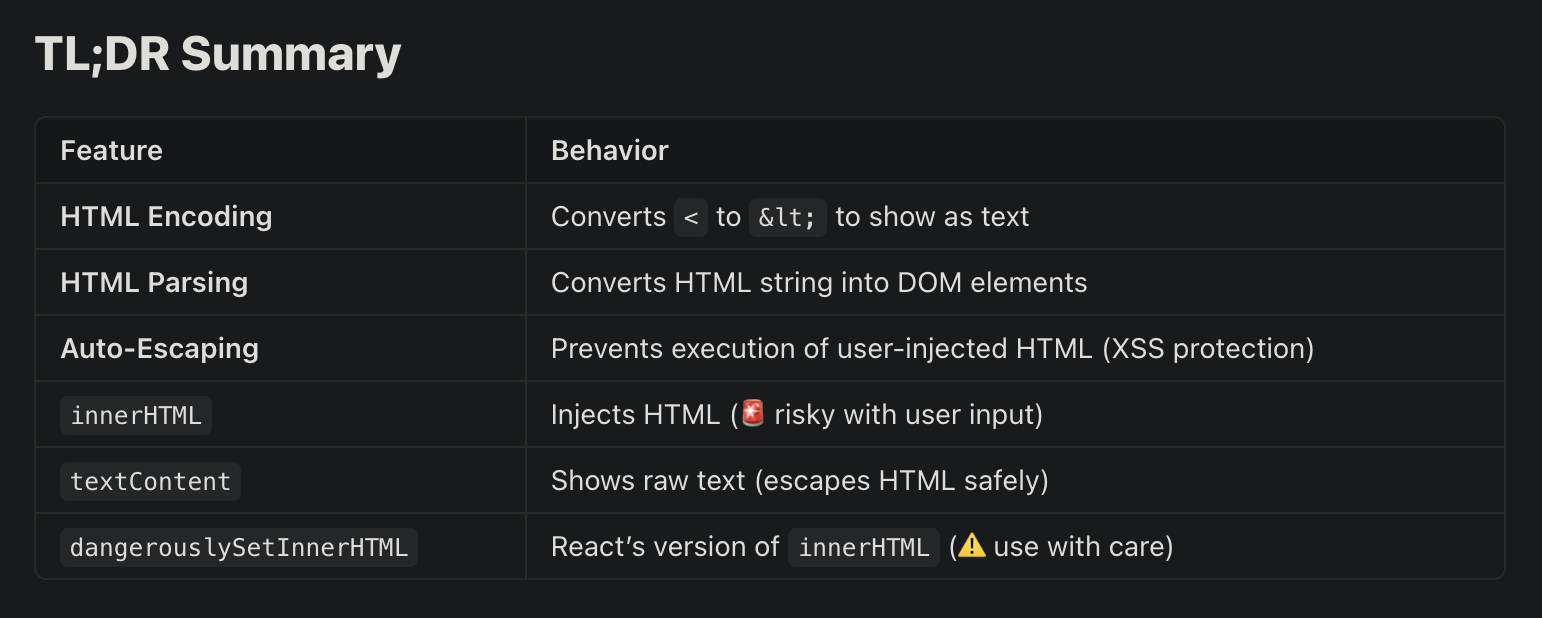 TL;DR Summary
Feature Behavior
HTML Encoding Converts < to &lt; to show as text
HTML Parsing Converts HTML string into DOM elements
Auto-Escaping Prevents execution of user-injected HTML (XSS protection)
innerHTML Injects HTML (🚨 risky with user input)
textContent Shows raw text (escapes HTML safely)
dangerouslySetInnerHTML React’s version of innerHTML (⚠️ use with care)